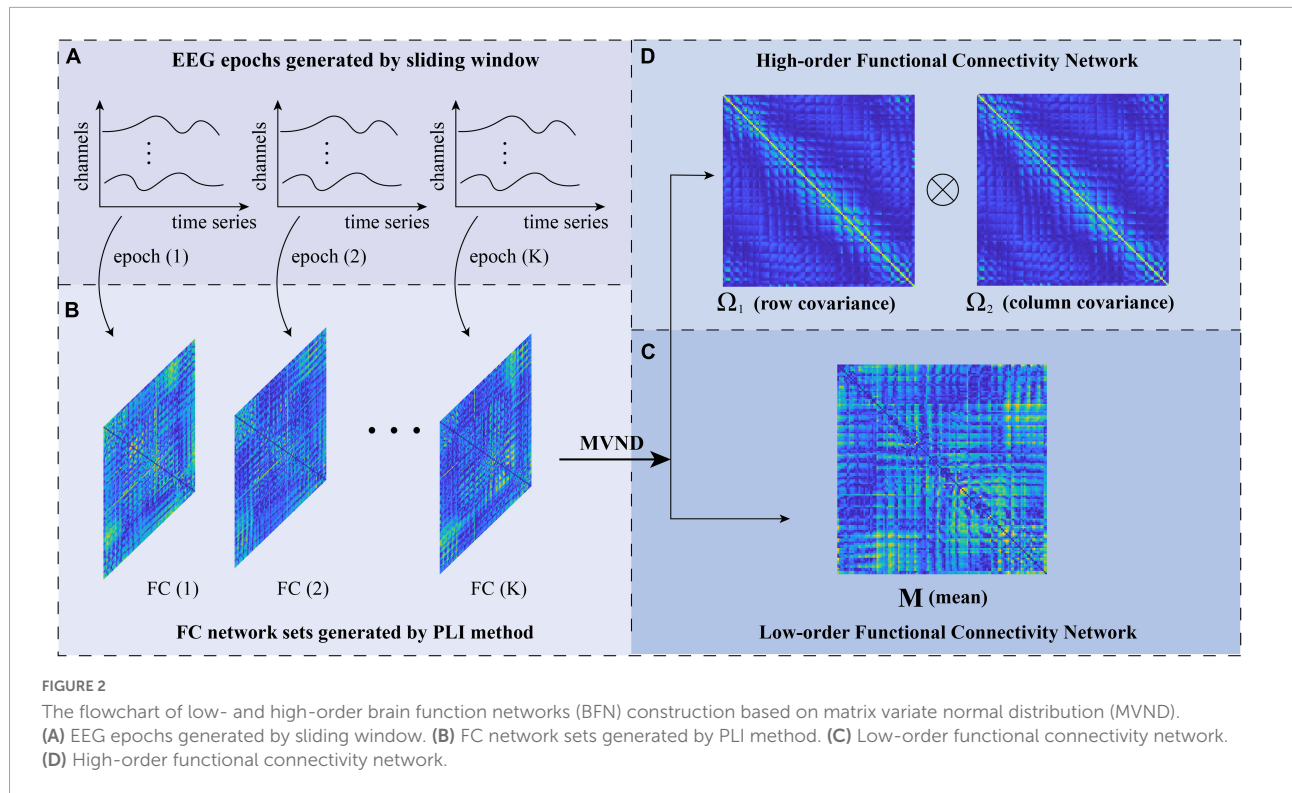 A
EEG epochs generated by sliding window
channels
time series
channels
time series
channels
time series
epoch (1)
epoch (2)
epoch (K)
B
FC (1)
FC (2)
FC (K)
FC network sets generated by PLI method
MVND
D
High-order Functional Connectivity Network
⊗
Ω₁ (row covariance)
Ω₂ (column covariance)
C
M (mean)
Low-order Functional Connectivity Network
FIGURE 2
The flowchart of low- and high-order brain function networks (BFN) construction based on matrix variate normal distribution (MVND).
(A) EEG epochs generated by sliding window. (B) FC network sets generated by PLI method. (C) Low-order functional connectivity network.
(D) High-order functional connectivity network.